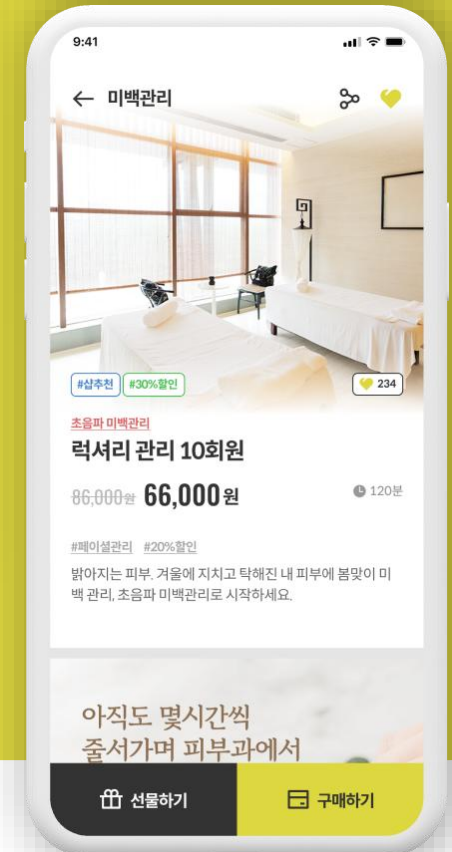 9:41
미백관리
#샵추천 #30%할인 234
초음파 미백관리
럭셔리 관리 10회원
86,000원 66,000원 120분
#페이셜관리 #20%할인
밝아지는 피부. 겨울에 지치고 탁해진 내 피부에 봄맞이 미
백 관리, 초음파 미백관리로 시작하세요.
아직도 몇시간씩
줄서가며 피부과에서
선물하기 구매하기